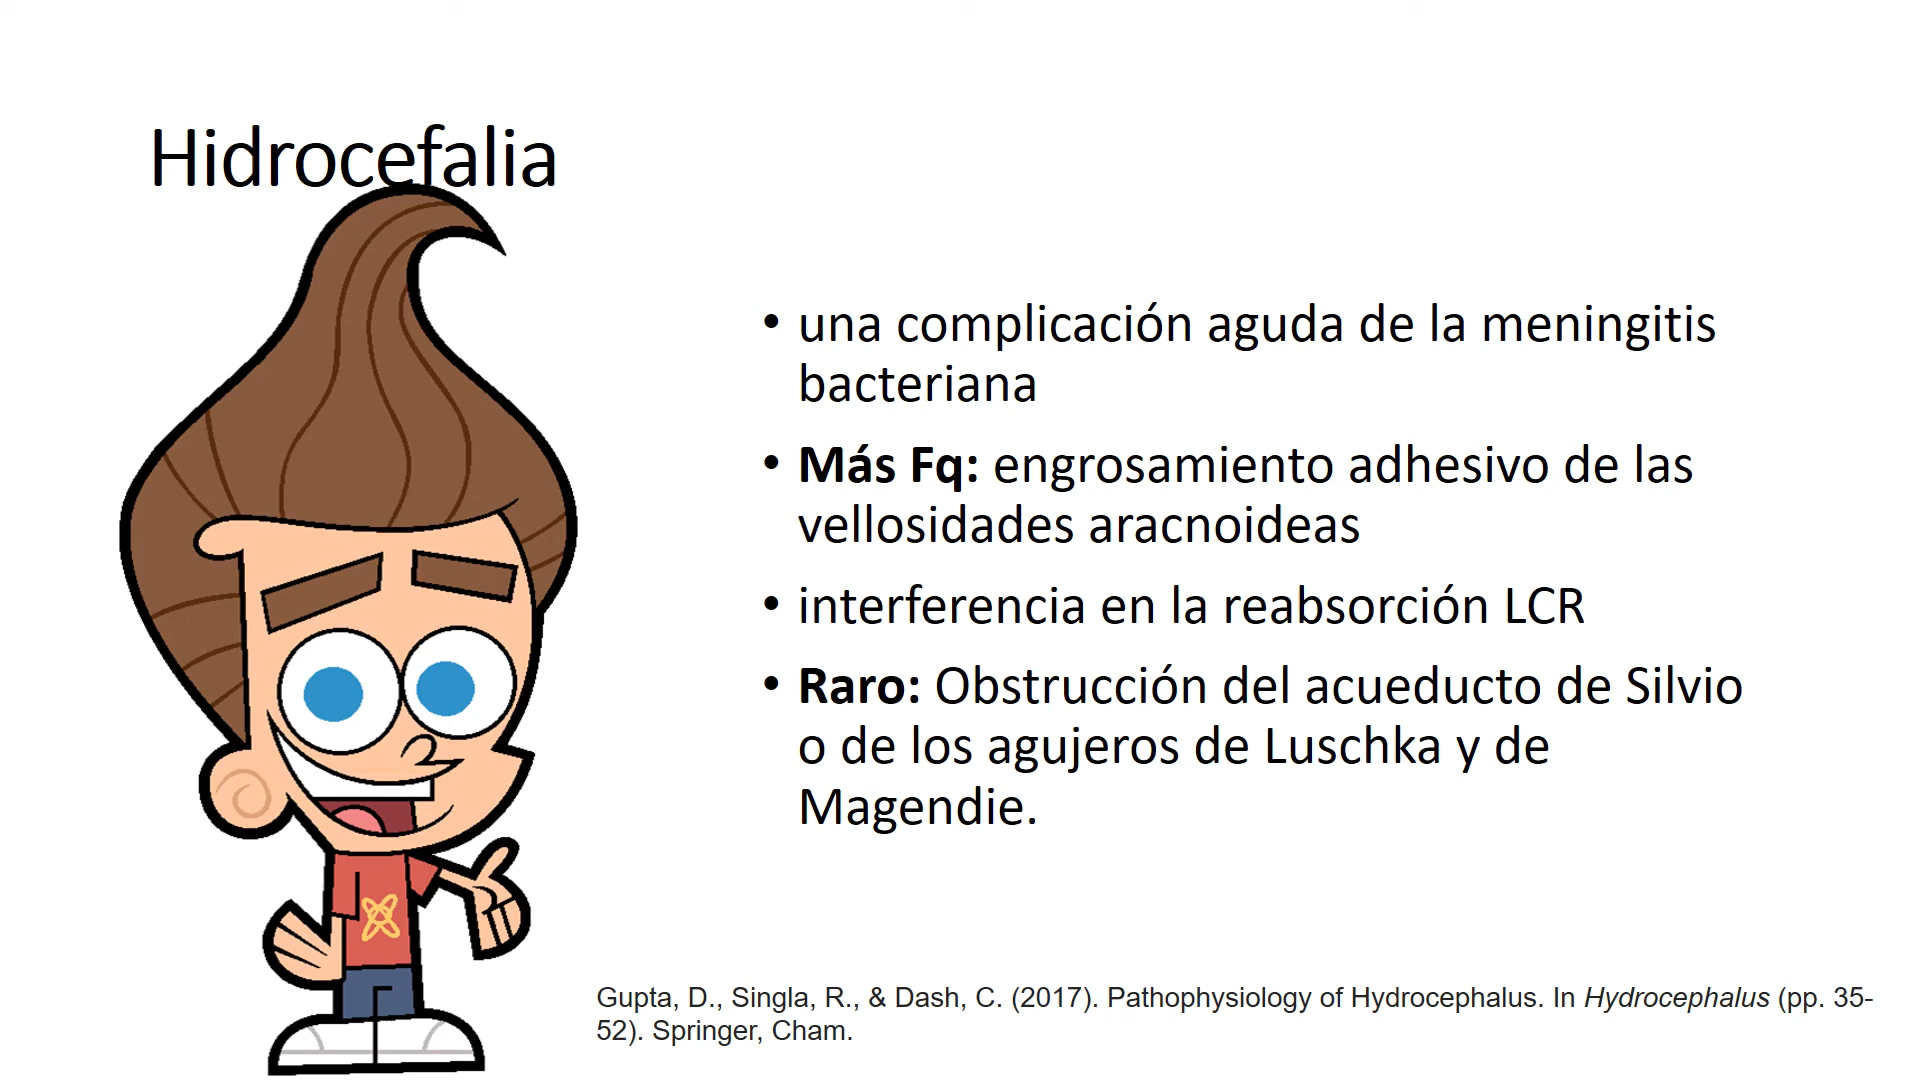 Hidrocefalia
• una complicación aguda de la meningitis
bacteriana
• Más Fq: engrosamiento adhesivo de las
vellosidades aracnoideas
• interferencia en la reabsorción LCR
• Raro: Obstrucción del acueducto de Silvio
o de los agujeros de Luschka y de
Magendie.
Gupta, D., Singla, R., & Dash, C. (2017). Pathophysiology of Hydrocephalus. In Hydrocephalus (pp. 35-
52). Springer, Cham.